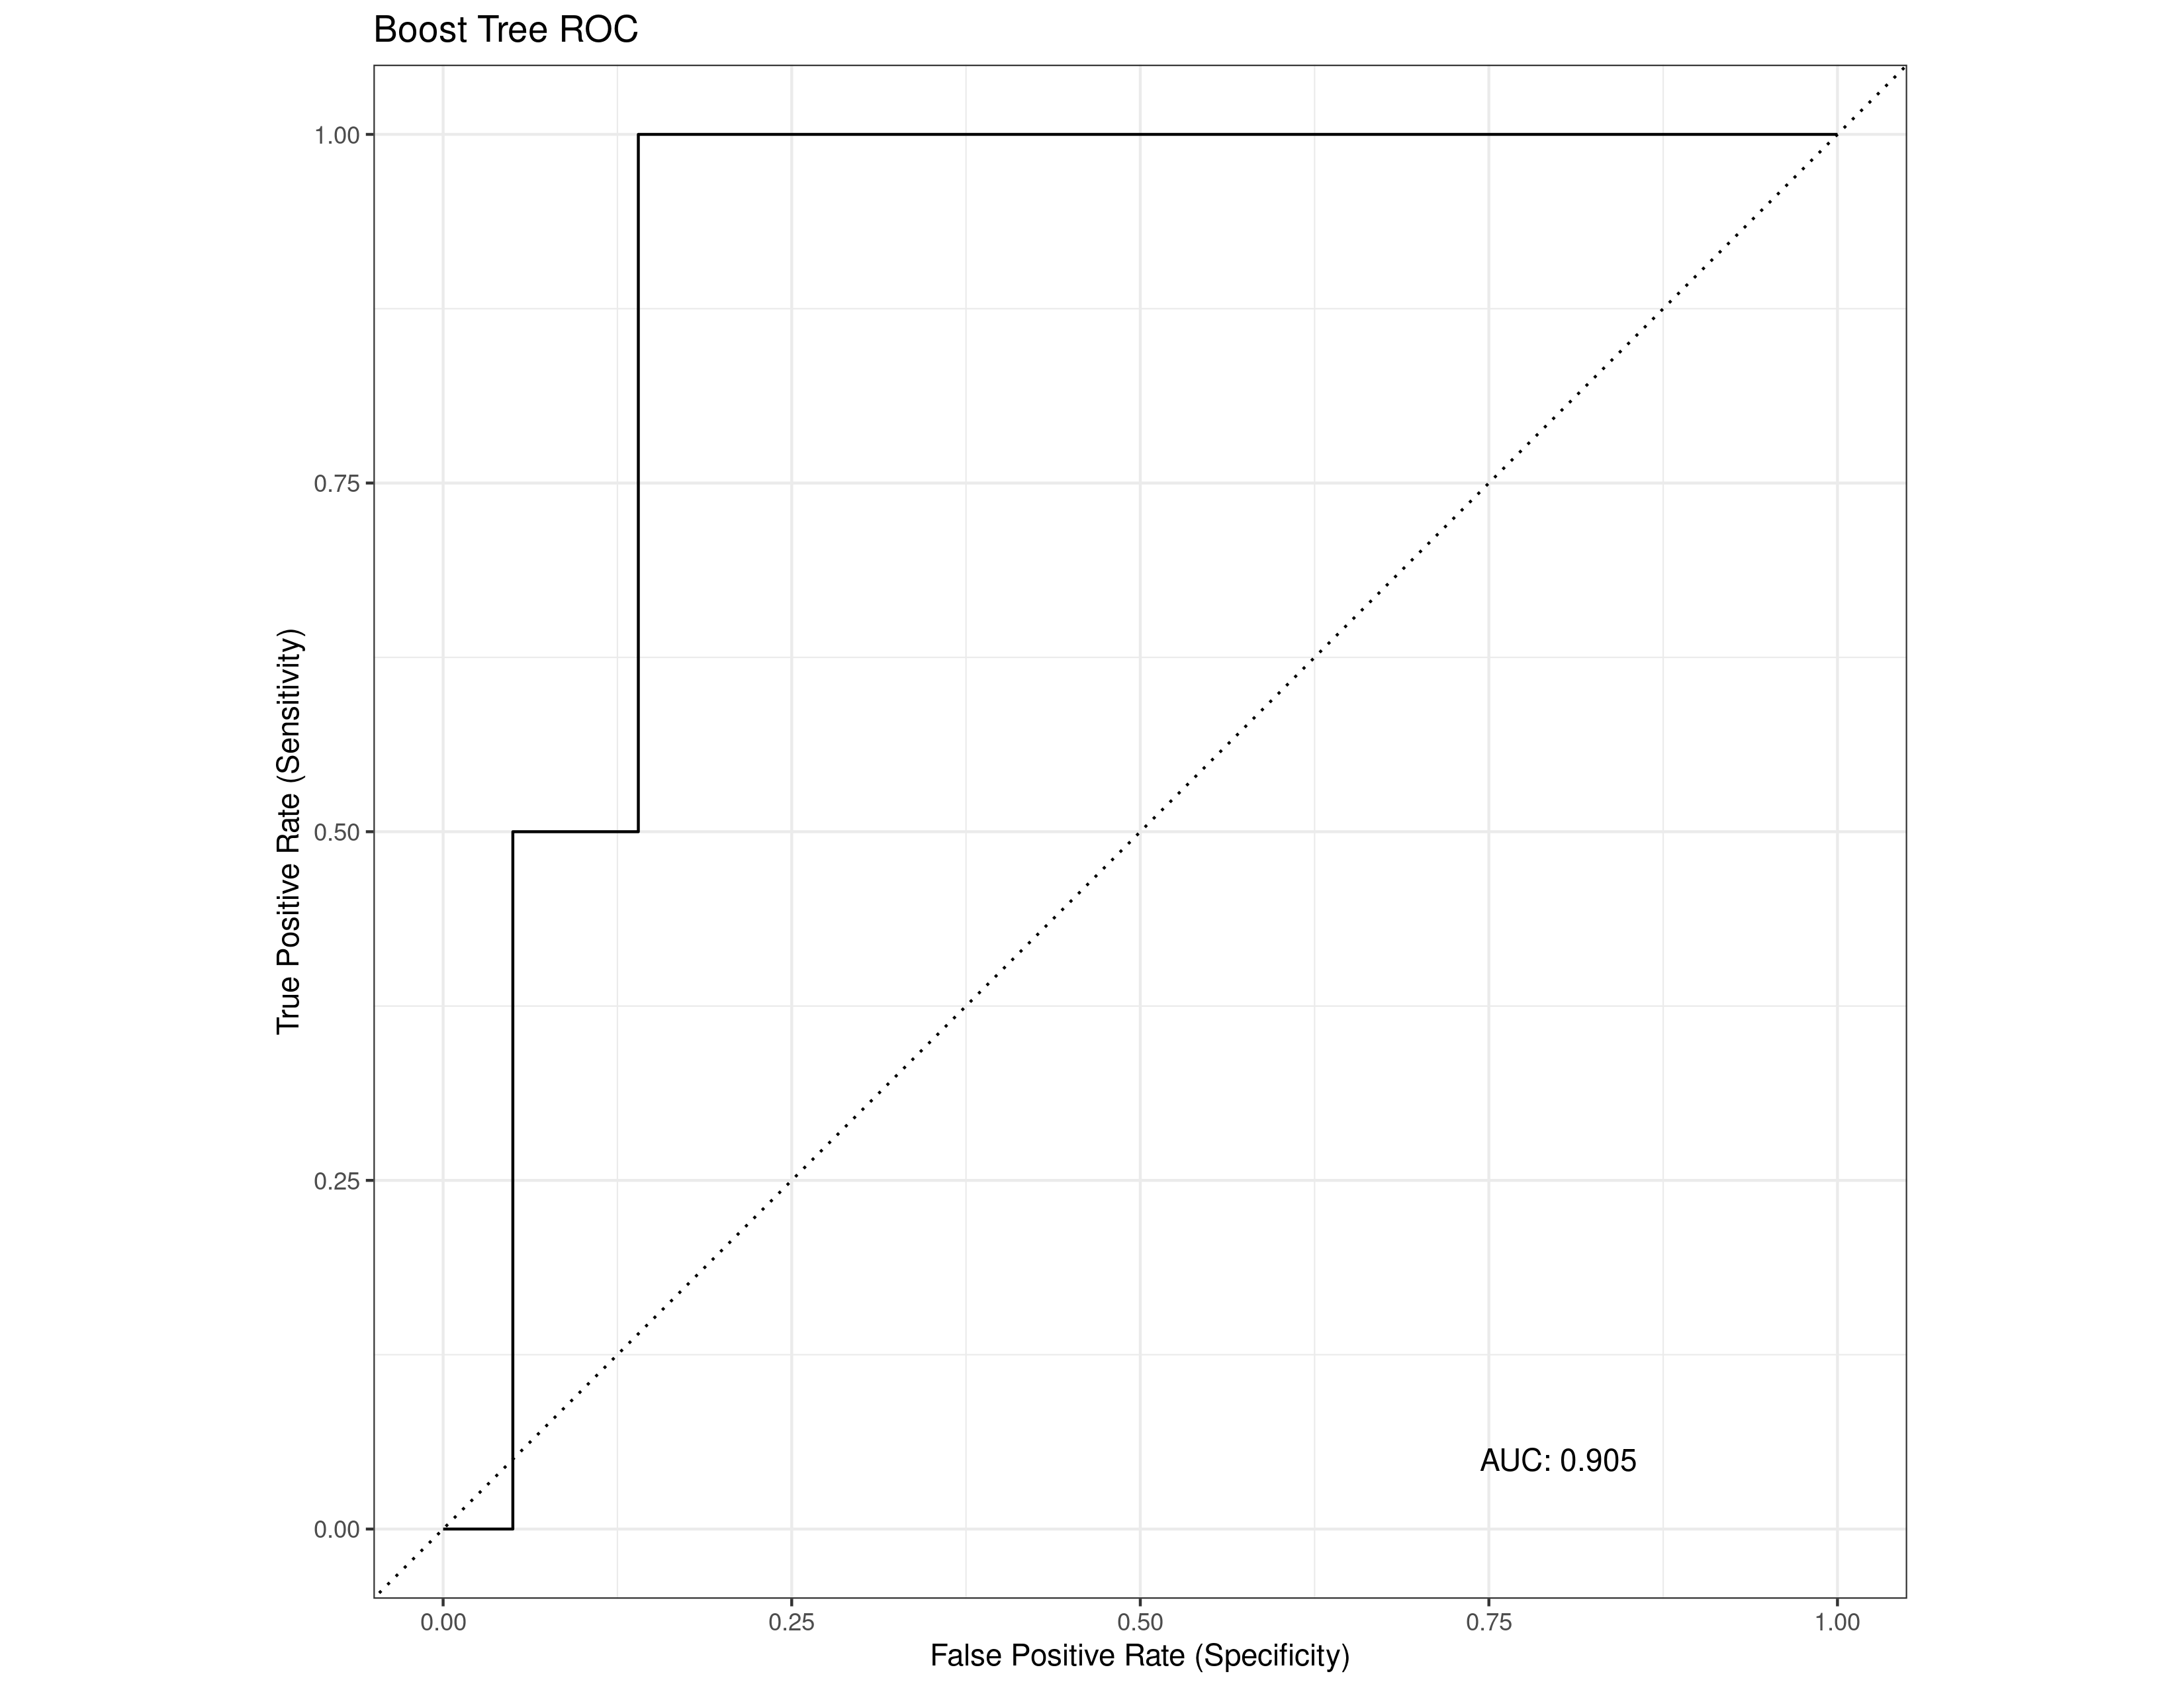 Boost Tree ROC
True Positive Rate (Sensitivity)
1.00
0.75
0.50
0.25
0.00
AUC: 0.905
0.00 0.25 0.50 0.75 1.00
False Positive Rate (Specificity)